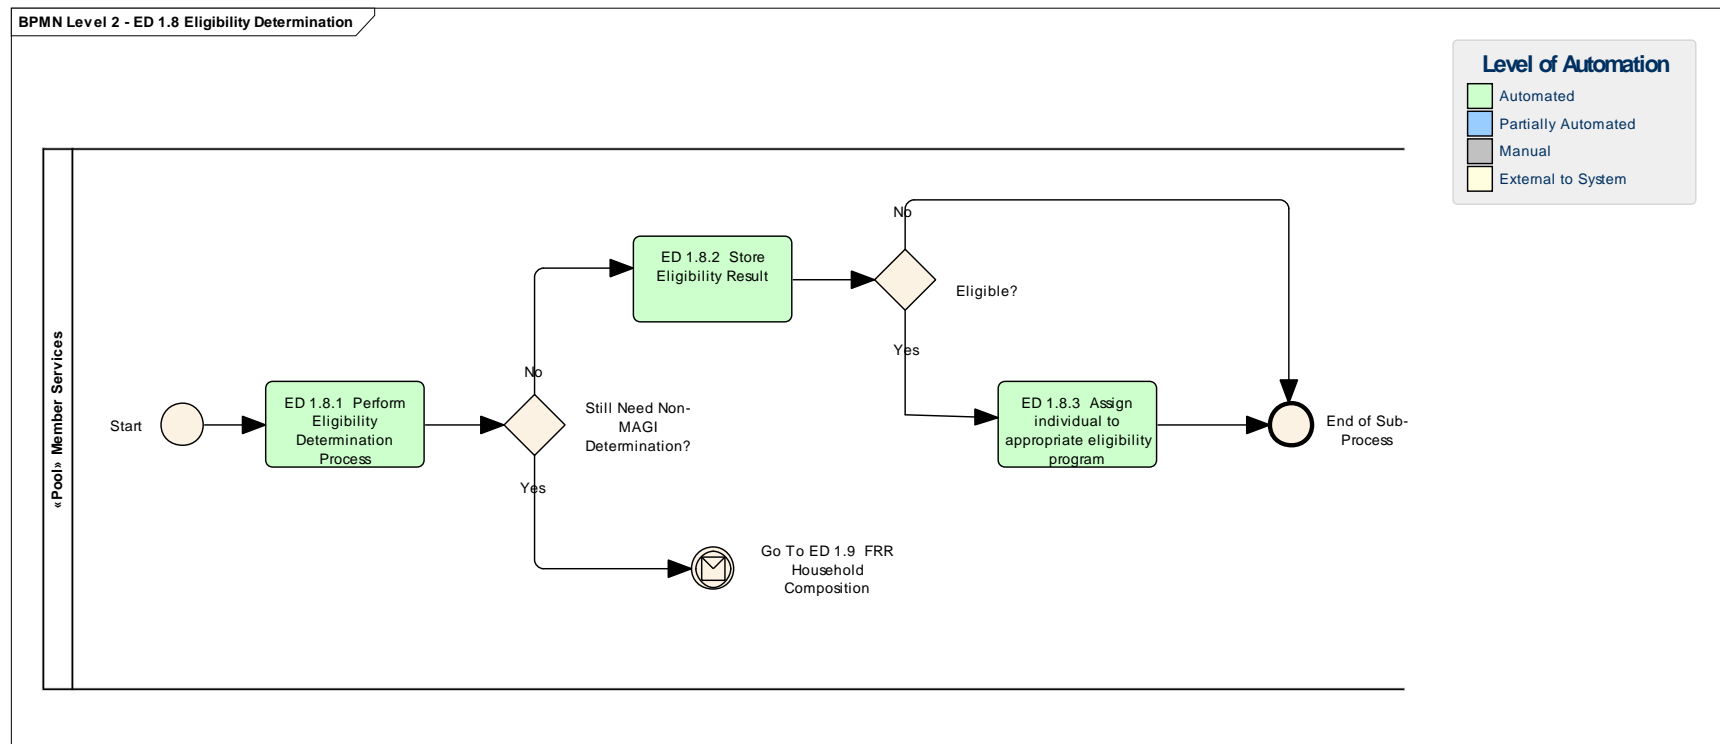 BPMN Level 2 - ED 1.8 Eligibility Determination
Level of Automation
Automated
Partially Automated
Manual
External to System
«Pool» Member Services
Start
ED 1.8.1 Perform
Eligibility
Determination
Process
No
Still Need Non-
MAGI
Determination?
Yes
ED 1.8.2 Store
Eligibility Result
No
Eligible?
Yes
ED 1.8.3 Assign
individual to
appropriate eligibility
program
End of Sub-
Process
Go To ED 1.9 FRR
Household
Composition